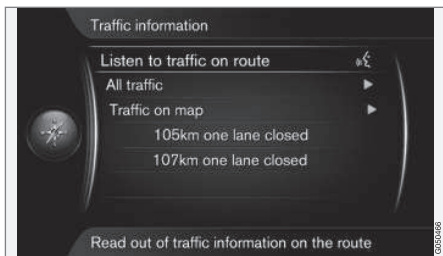 Traffic information
Listen to traffic on route
All traffic
Traffic on map
105km one lane closed
107km one lane closed
Read out of traffic information on the route
G050466